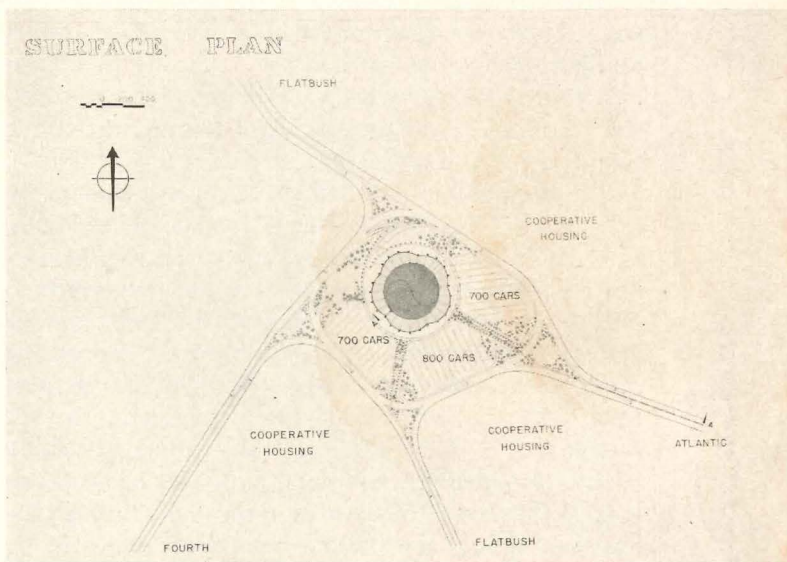 SURFACE PLAN
FLATBUSH
COOPERATIVE
HOUSING
700 CARS
700 CARS
800 CARS
COOPERATIVE
HOUSING
COOPERATIVE
HOUSING
ATLANTIC
FOURTH
FLATBUSH